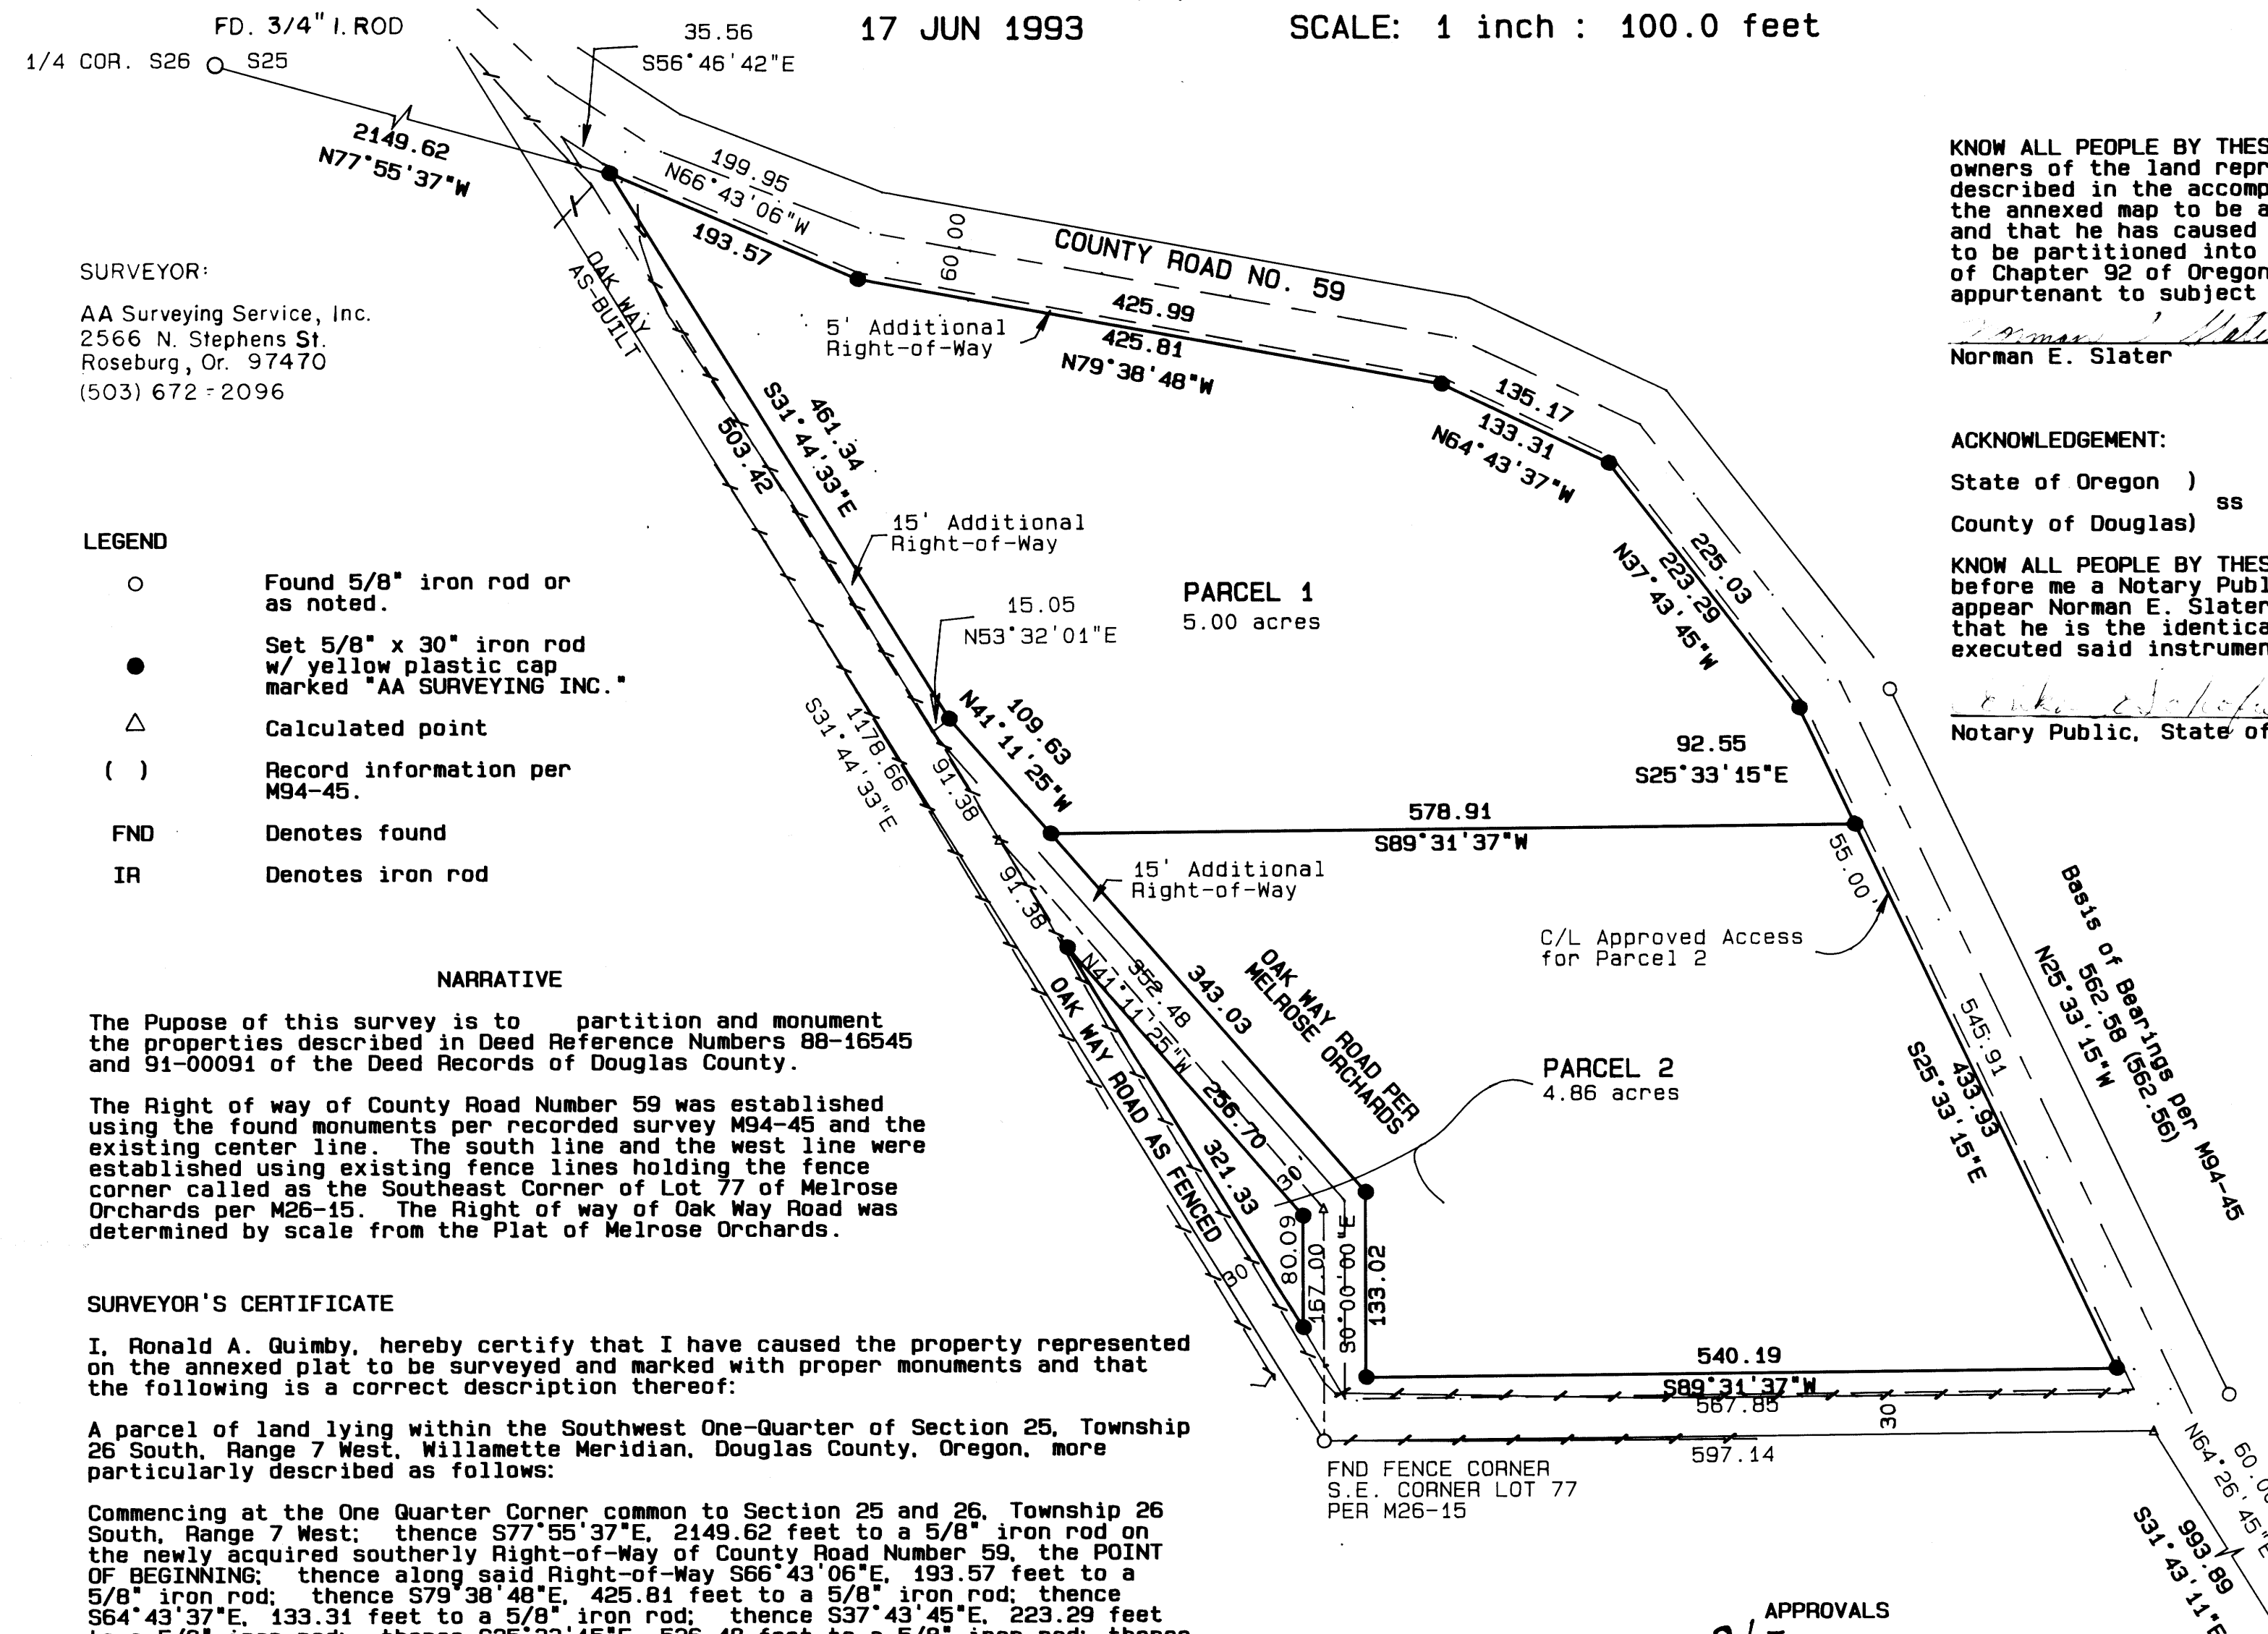 FD. 3/4" I. ROD
1/4 COR. S26
S25
35.56
S56°46'42"E
17 JUN 1993
SCALE: 1 inch : 100.0 feet
2149.62
N77°55'37"W
199.95
N66°43'06"W
193.57
60.00
COUNTY ROAD NO. 59
425.99
425.81
N79°38'48"W
5' Additional
Right-of-Way
135.17
133.31
N64°43'37"W
OAK WAY
AS-BUILT
SURVEYOR:
AA Surveying Service, Inc.
2566 N. Stephens St.
Roseburg, Or. 97470
(503) 672-2096
461.34
S31°44'33"E
503.42
15' Additional
Right-of-Way
225.03
223.29
N37°43'45"W
PARCEL 1
5.00 acres
15.05
N53°32'01"E
LEGEND
Found 5/8" iron rod or
as noted.
Set 5/8" x 30" iron rod
w/ yellow plastic cap
marked "AA SURVEYING INC."
Calculated point
( )
Record information per
M94-45.
FND
Denotes found
IR
Denotes iron rod
1178.66
S31°44'33"E
109.63
N41°11'25"W
91.38
91.38
92.55
S25°33'15"E
578.91
S89°31'37"W
15' Additional
Right-of-Way
55.00'
C/L Approved Access
for Parcel 2
Basis of Bearings per M94-45
562.58 (562.56)
N25°33'15"W
545.91
433.93
S25°33'15"E
OAK WAY ROAD PER
MELROSE ORCHARDS
343.03
352.48
N41°11'25"W
256.70
30
OAK WAY ROAD AS FENCED
321.33
30
PARCEL 2
4.86 acres
80.09
167.00
S0°00'00"E
133.02
540.19
S89°31'37"W
567.85
30
597.14
FND FENCE CORNER
S.E. CORNER LOT 77
PER M26-15
N64°26'45"E
993.89
S31°43'11"E
APPROVALS
NARRATIVE
The Pupose of this survey is to partition and monument
the properties described in Deed Reference Numbers 88-16545
and 91-00091 of the Deed Records of Douglas County.
The Right of way of County Road Number 59 was established
using the found monuments per recorded survey M94-45 and the
existing center line. The south line and the west line were
established using existing fence lines holding the fence
corner called as the Southeast Corner of Lot 77 of Melrose
Orchards per M26-15. The Right of way of Oak Way Road was
determined by scale from the Plat of Melrose Orchards.
SURVEYOR'S CERTIFICATE
I, Ronald A. Quimby, hereby certify that I have caused the property represented
on the annexed plat to be surveyed and marked with proper monuments and that
the following is a correct description thereof:
A parcel of land lying within the Southwest One-Quarter of Section 25, Township
26 South, Range 7 West, Willamette Meridian, Douglas County, Oregon, more
particularly described as follows:
Commencing at the One Quarter Corner common to Section 25 and 26, Township 26
South, Range 7 West; thence S77°55'37"E, 2149.62 feet to a 5/8" iron rod on
the newly acquired southerly Right-of-Way of County Road Number 59, the POINT
OF BEGINNING; thence along said Right-of-Way S66°43'06"E, 193.57 feet to a
5/8" iron rod; thence S79°38'48"E, 425.81 feet to a 5/8" iron rod; thence
S64°43'37"E, 133.31 feet to a 5/8" iron rod; thence S37°43'45"E, 223.29 feet
KNOW ALL PEOPLE BY THES
owners of the land repr
described in the accomp
the annexed map to be a
and that he has caused
to be partitioned into
of Chapter 92 of Oregon
appurtenant to subject
Norman E. Slater
ACKNOWLEDGEMENT:
State of Oregon )
ss
County of Douglas)
KNOW ALL PEOPLE BY THES
before me a Notary Publ
appear Norman E. Slater
that he is the identica
executed said instrumen
Notary Public, State of